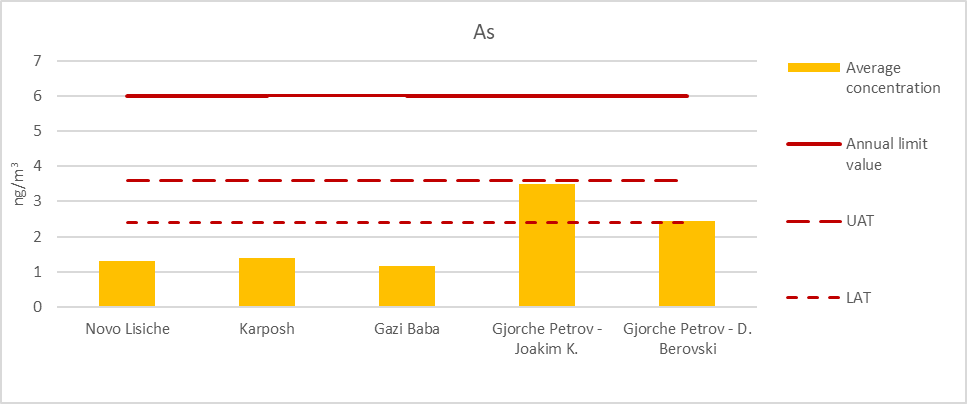 As
7
6
5
4
3
2
1
0
ng/m³
Novo Lisiche
Karposh
Gazi Baba
Gjorche Petrov -
Joakim K.
Gjorche Petrov - D.
Berovski
Average
concentration
Annual limit
value
UAT
LAT